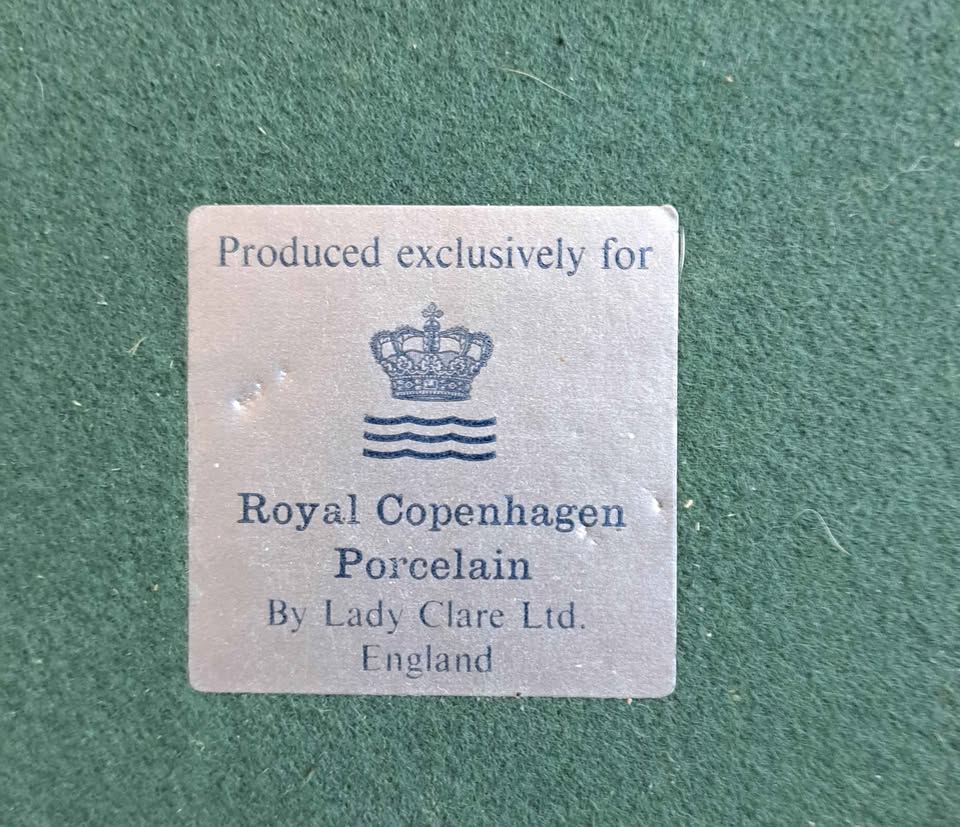 Produced exclusively for
Royal Copenhagen
Porcelain
By Lady Clare Ltd.
England